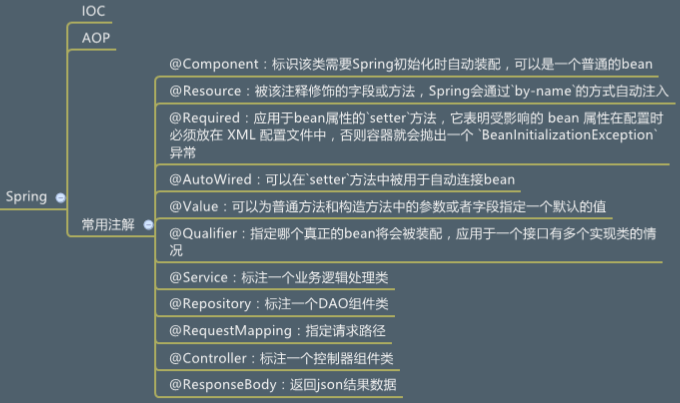 IOC
AOP
@Component：标识该类需要Spring初始化时自动装配，可以是一个普通的bean
@Resource：被该注释修饰的字段或方法，Spring会通过`by-name`的方式自动注入
@Required：应用于bean属性的`setter`方法，它表明受影响的 bean 属性在配置时
必须放在 XML 配置文件中，否则容器就会抛出一个 `BeanInitializationException`
异常
@AutoWired：可以在`setter`方法中被用于自动连接bean
Spring
@Value：可以为普通方法和构造方法中的参数或者字段指定一个默认的值
常用注解
@Qualifier：指定哪个真正的bean将会被装配，应用于一个接口有多个实现类的情
况
@Service：标注一个业务逻辑处理类
@Repository：标注一个DAO组件类
@RequestMapping：指定请求路径
@Controller：标注一个控制器组件类
@ResponseBody：返回json结果数据